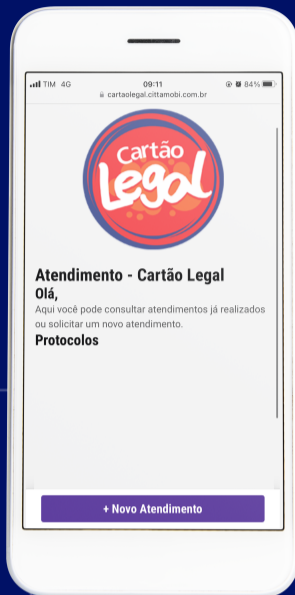 TIM 4G 09:11 84%
cartaolegal.cittamobi.com.br
Cartão
Legal
Atendimento - Cartão Legal
Olá,
Aqui você pode consultar atendimentos já realizados
ou solicitar um novo atendimento.
Protocolos
+ Novo Atendimento